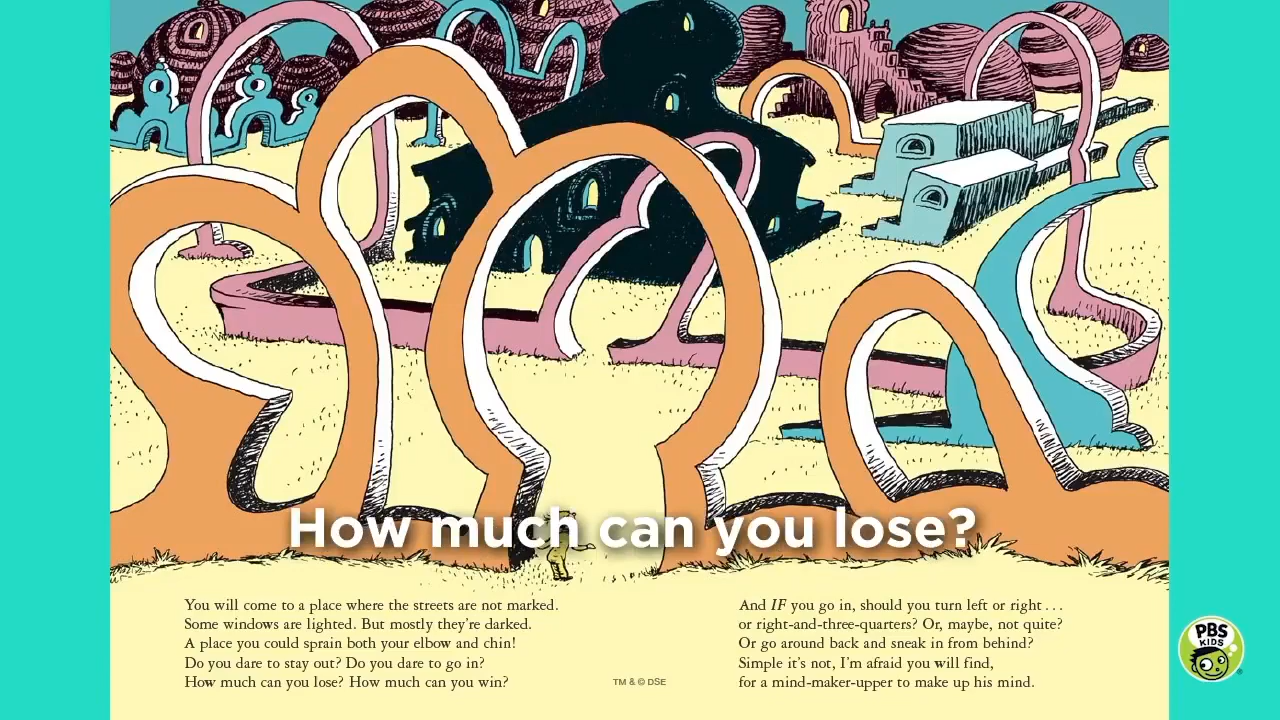 How much can you lose?
You will come to a place where the streets are not marked.
Some windows are lighted. But mostly they're darked.
A place you could sprain both your elbow and chin!
Do you dare to stay out? Do you dare to go in?
How much can you lose? How much can you win?
TM & © DSE
And IF you go in, should you turn left or right . . .
or right-and-three-quarters? Or, maybe, not quite?
Or go around back and sneak in from behind?
Simple it's not, I'm afraid you will find,
for a mind-maker-upper to make up his mind.
PBS
KIDS